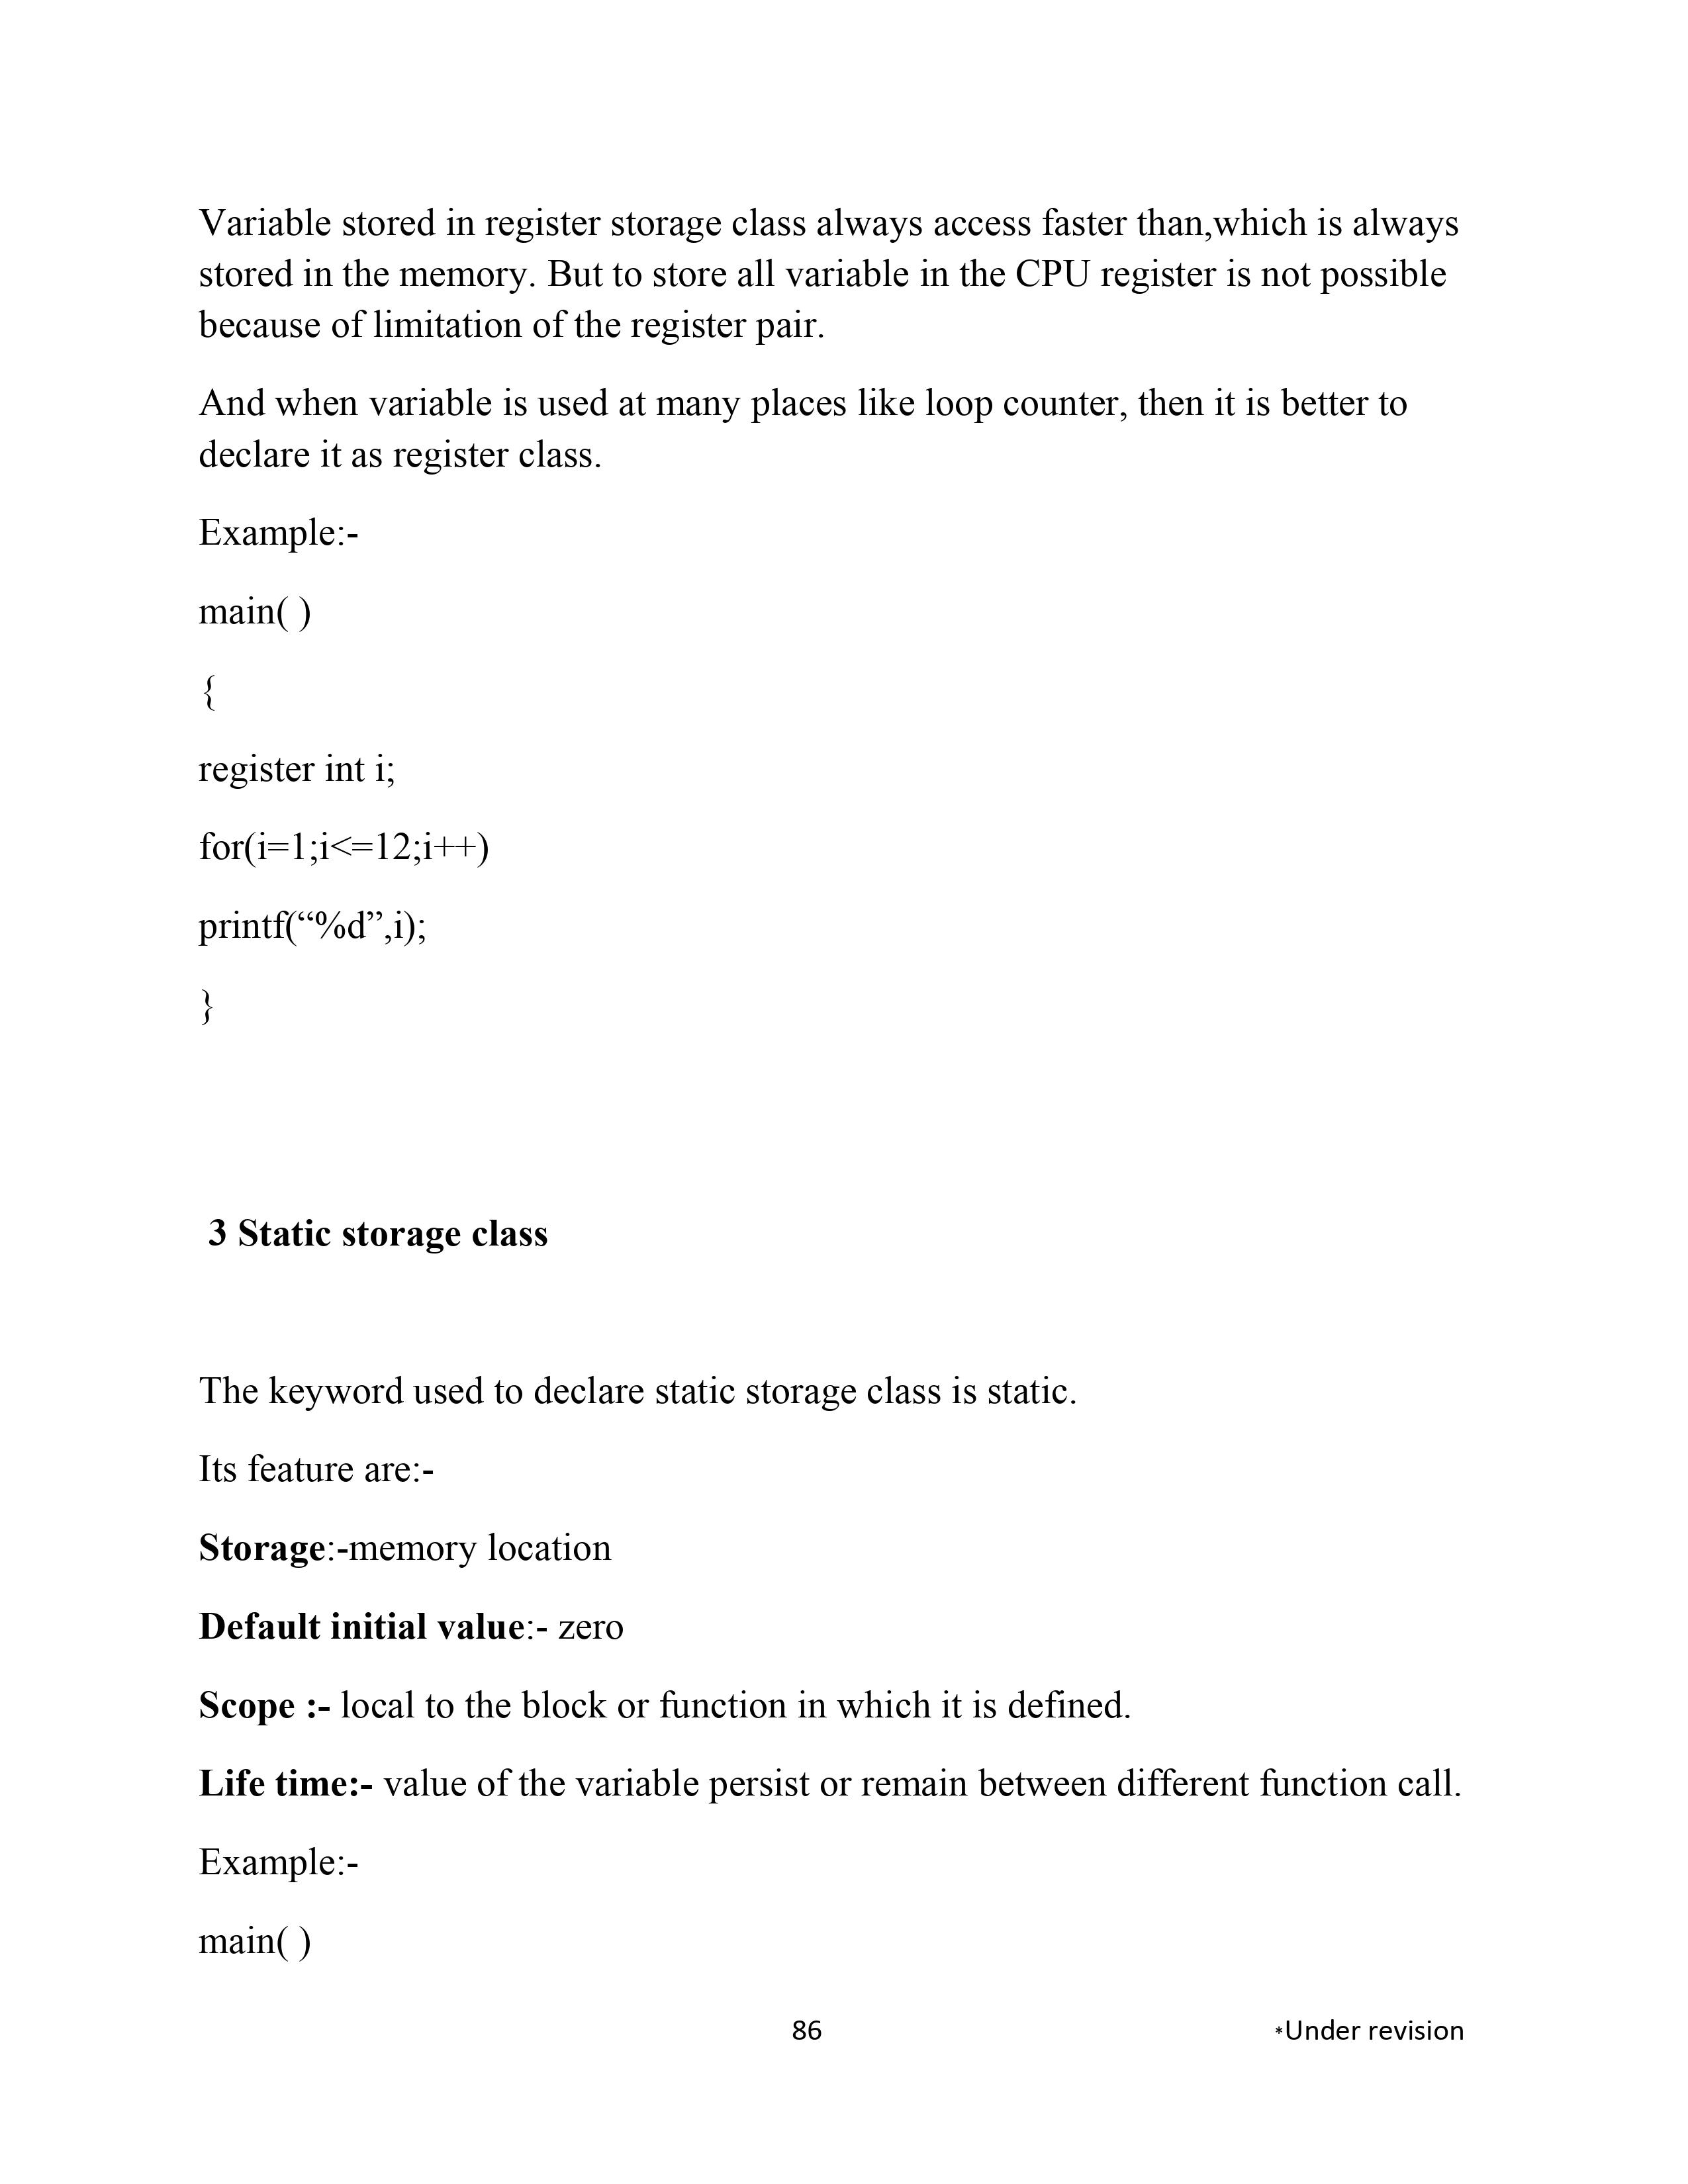 Variable stored in register storage class always access faster than,which is always
stored in the memory. But to store all variable in the CPU register is not possible
because of limitation of the register pair.
And when variable is used at many places like loop counter, then it is better to
declare it as register class.
Example:-
main( )
{
register int i;
for(i=1;i<=12;i++)
printf(“%d”,i);
}
3 Static storage class
The keyword used to declare static storage class is static.
Its feature are:-
Storage:-memory location
Default initial value:- zero
Scope :- local to the block or function in which it is defined.
Life time:- value of the variable persist or remain between different function call.
Example:-
main( )
86 *Under revision